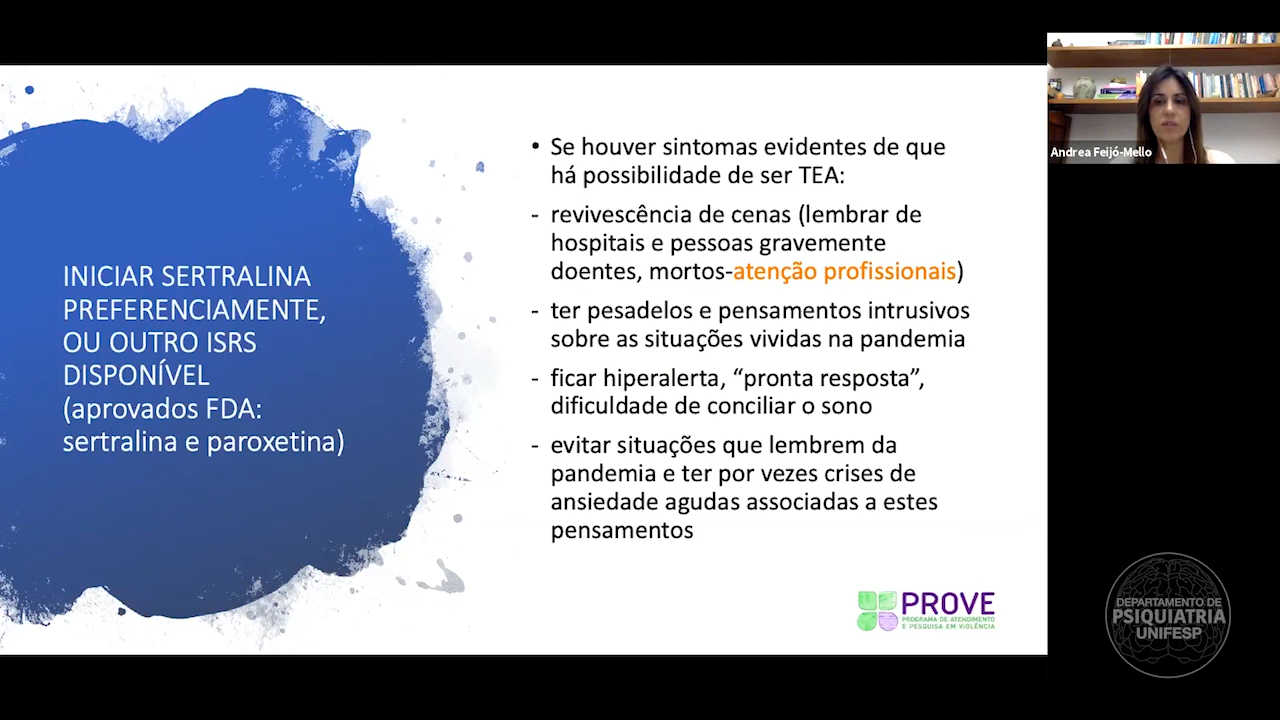 INICIAR SERTRALINA
PREFERENCIAMENTE,
OU OUTRO ISRS
DISPONÍVEL
(aprovados FDA:
sertralina e paroxetina)
• Se houver sintomas evidentes de que
há possibilidade de ser TEA:
- revivescência de cenas (lembrar de
hospitais e pessoas gravemente
doentes, mortos-atenção profissionais)
- ter pesadelos e pensamentos intrusivos
sobre as situações vividas na pandemia
- ficar hiperalerta, “pronta resposta”,
dificuldade de conciliar o sono
- evitar situações que lembrem da
pandemia e ter por vezes crises de
ansiedade agudas associadas a estes
pensamentos
PROVE
PROGRAMA DE ATENDIMENTO
E PESQUISA EM VIOLÊNCIA
Andrea Feijó-Mello
DEPARTAMENTO DE
PSIQUIATRIA
UNIFESP